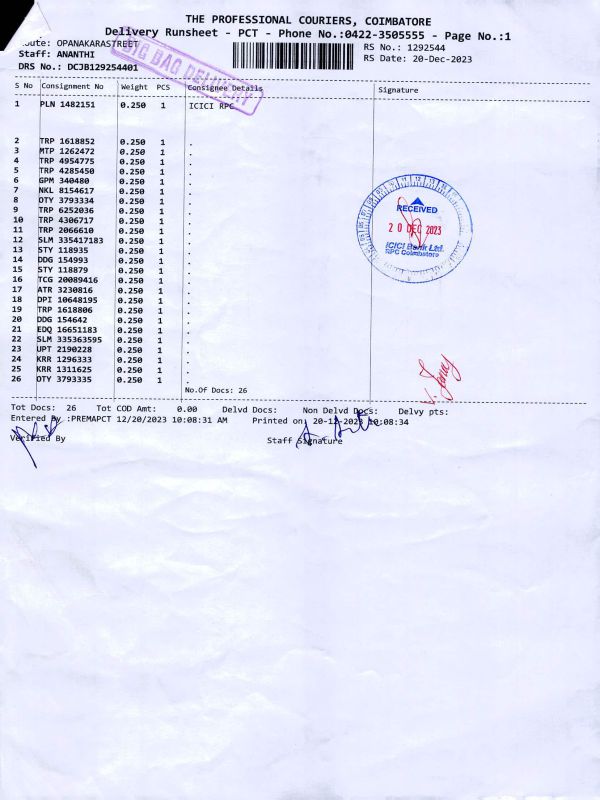 THE PROFESSIONAL COURIERS, COIMBATORE
Delivery Runsheet - PCT - Phone No.:0422-3505555 - Page No.:1
oute: OPANAKARASTREET
RS No.: 1292544
Staff: ANANTHI
RS Date: 20-Dec-2023
DRS No.: DCJB129254401
BIG BAG DELIVERY
S No Consignment No Weight PCS Consignee Details Signature
1 PLN 1482151 0.250 1 ICICI RPC
2 TRP 1618852 0.250 1 .
3 MTP 1262472 0.250 1 .
4 TRP 4954775 0.250 1 .
5 TRP 4285450 0.250 1 .
6 GPM 340480 0.250 1 .
7 NKL 8154617 0.250 1 .
8 OTY 3793334 0.250 1 .
9 TRP 6252036 0.250 1 .
10 TRP 4306717 0.250 1 .
11 TRP 2066610 0.250 1 .
12 SLM 335417183 0.250 1 .
13 STY 118935 0.250 1 .
14 DDG 154993 0.250 1 .
15 STY 118879 0.250 1 .
16 TCG 20089416 0.250 1 .
17 ATR 3230816 0.250 1 .
18 DPI 10648195 0.250 1 .
19 TRP 1618806 0.250 1 .
20 DDG 154642 0.250 1 .
21 EDQ 16651183 0.250 1 .
22 SLM 335363595 0.250 1 .
23 UPT 2190228 0.250 1 .
24 KRR 1296333 0.250 1 .
25 KRR 1311625 0.250 1 .
26 OTY 3793335 0.250 1 .
RECEIVED
20 DEC 2023
ICICI Bank Ltd.
RPC Coimbatore
No.Of Docs: 26
Tot Docs: 26 Tot COD Amt: 0.00 Delvd Docs: Non Delvd Docs: Delvy pts:
Entered By :PREMAPCT 12/20/2023 10:08:31 AM Printed on: 20-12-2023 10:08:34
Verified By
Staff Signature